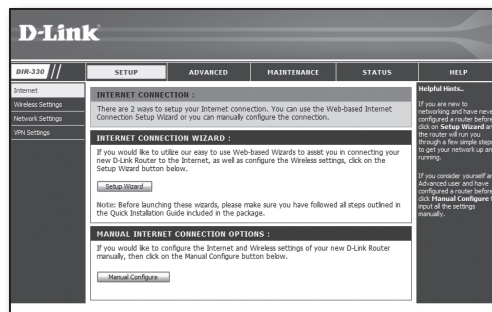 D-Link
DIR-330
SETUP
ADVANCED
MAINTENANCE
STATUS
HELP
Internet
Wireless Settings
Network Settings
VPN Settings
INTERNET CONNECTION :
There are 2 ways to setup your Internet connection. You can use the Web-based Internet
Connection Setup Wizard or you can manually configure the connection.
INTERNET CONNECTION WIZARD :
If you would like to utilize our easy to use Web-based Wizards to assist you in connecting your
new D-Link Router to the Internet, as well as configure the Wireless settings, click on the
Setup Wizard button below.
Setup Wizard
Note: Before launching these wizards, please make sure you have followed all steps outlined in
the Quick Installation Guide included in the package.
MANUAL INTERNET CONNECTION OPTIONS :
If you would like to configure the Internet and Wireless settings of your new D-Link Router
manually, then click on the Manual Configure button below.
Manual Configure
Helpful Hints..
If you are new to
networking and have neve
configured a router before
click on Setup Wizard an
the router will run you
through a few simple steps
to get your network up an
running.
If you consider yourself an
Advanced user and have
configured a router before
click Manual Configure t
input all the settings
manually.